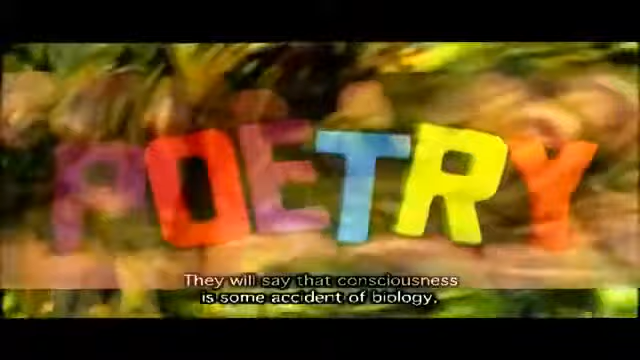 POETRY
They will say that consciousness
is some accident of biology.